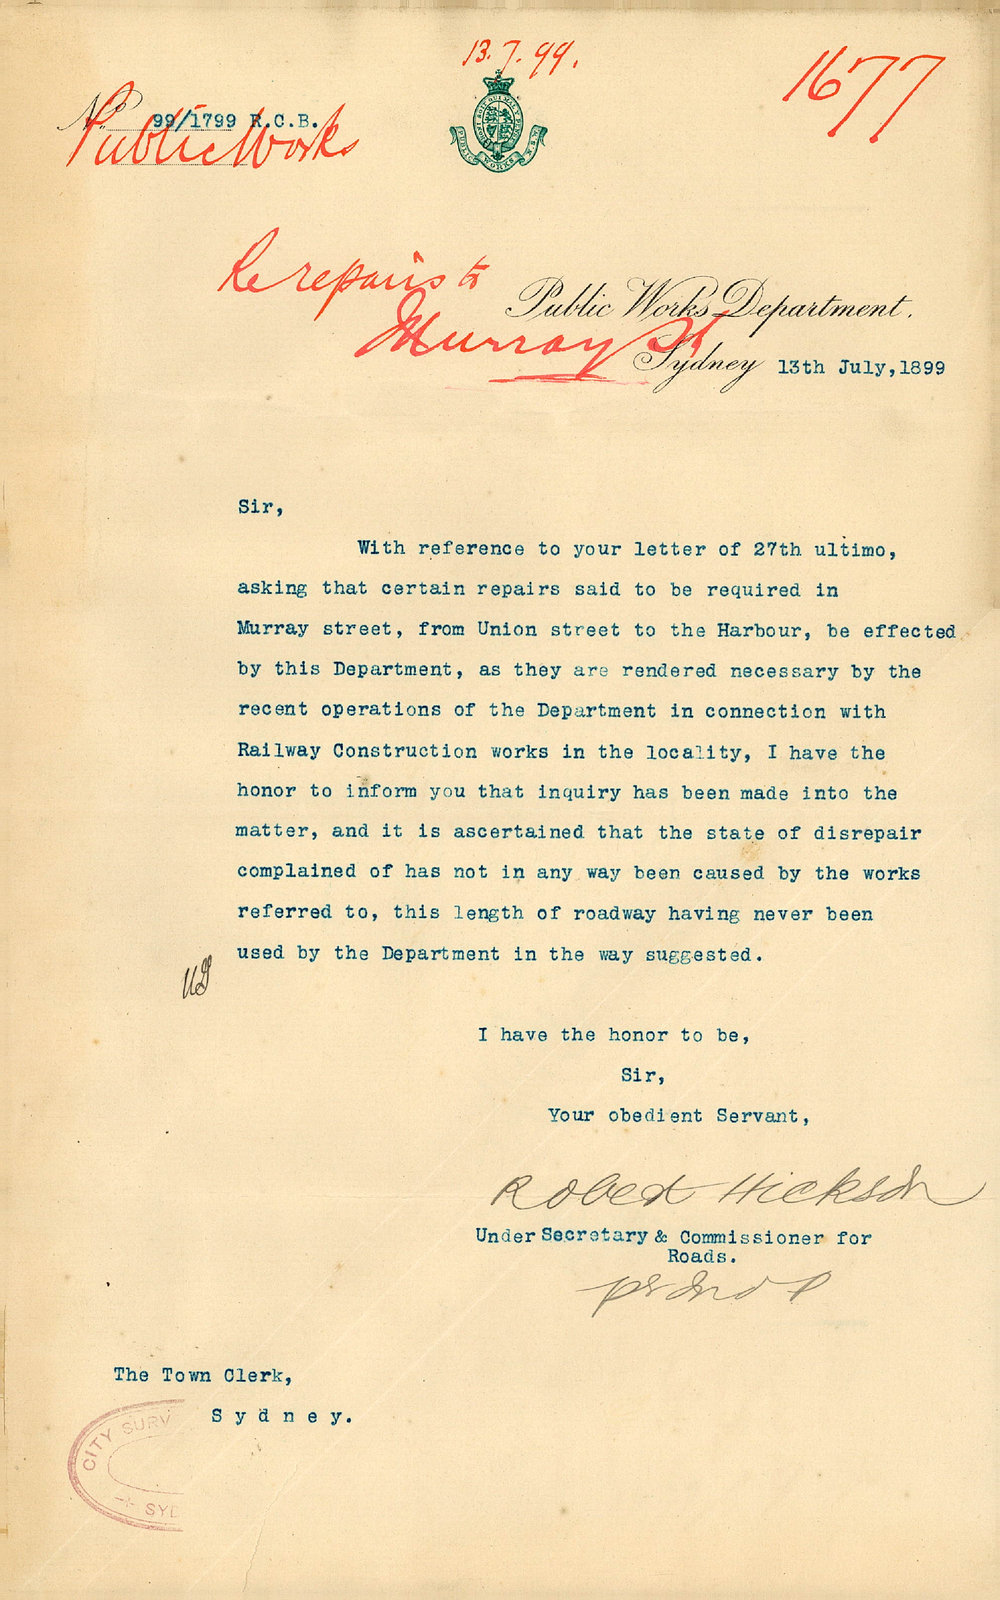 13.7.99.
1677
No. 99/1799 R.C.B.
Public Works
PUBLIC WORKS N.S.W.
Re repairs to
Murray St
Public Works Department.
Sydney 13th July, 1899
Sir,
With reference to your letter of 27th ultimo,
asking that certain repairs said to be required in
Murray street, from Union street to the Harbour, be effected
by this Department, as they are rendered necessary by the
recent operations of the Department in connection with
Railway Construction works in the locality, I have the
honor to inform you that inquiry has been made into the
matter, and it is ascertained that the state of disrepair
complained of has not in any way been caused by the works
referred to, this length of roadway having never been
used by the Department in the way suggested.
I have the honor to be,
Sir,
Your obedient Servant,
Robert Hickson
Under Secretary & Commissioner for
Roads.
The Town Clerk,
Sydney.
CITY SURV
SYD